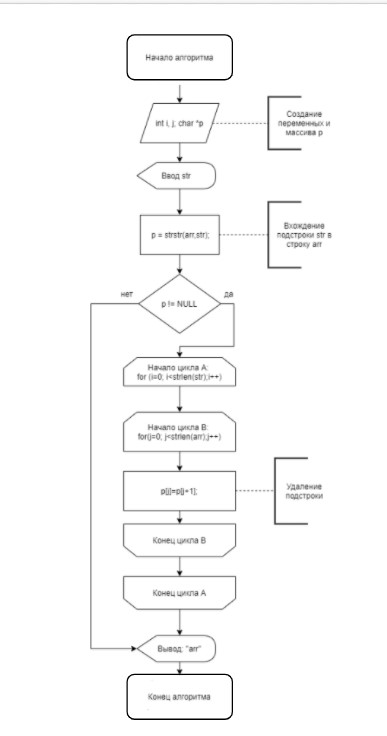 Начало алгоритма
int i, j; char *p
Создание
переменных и
массива p
Ввод str
p = strstr(arr,str);
Вхождение
подстроки str в
строку arr
p != NULL
нет
да
Начало цикла A:
for (i=0; i<strlen(str);i++)
Начало цикла B:
for(j=0; j<strlen(arr);j++)
p[j]=p[j+1];
Удаление
подстроки
Конец цикла B
Конец цикла A
Вывод: "arr"
Конец алгоритма